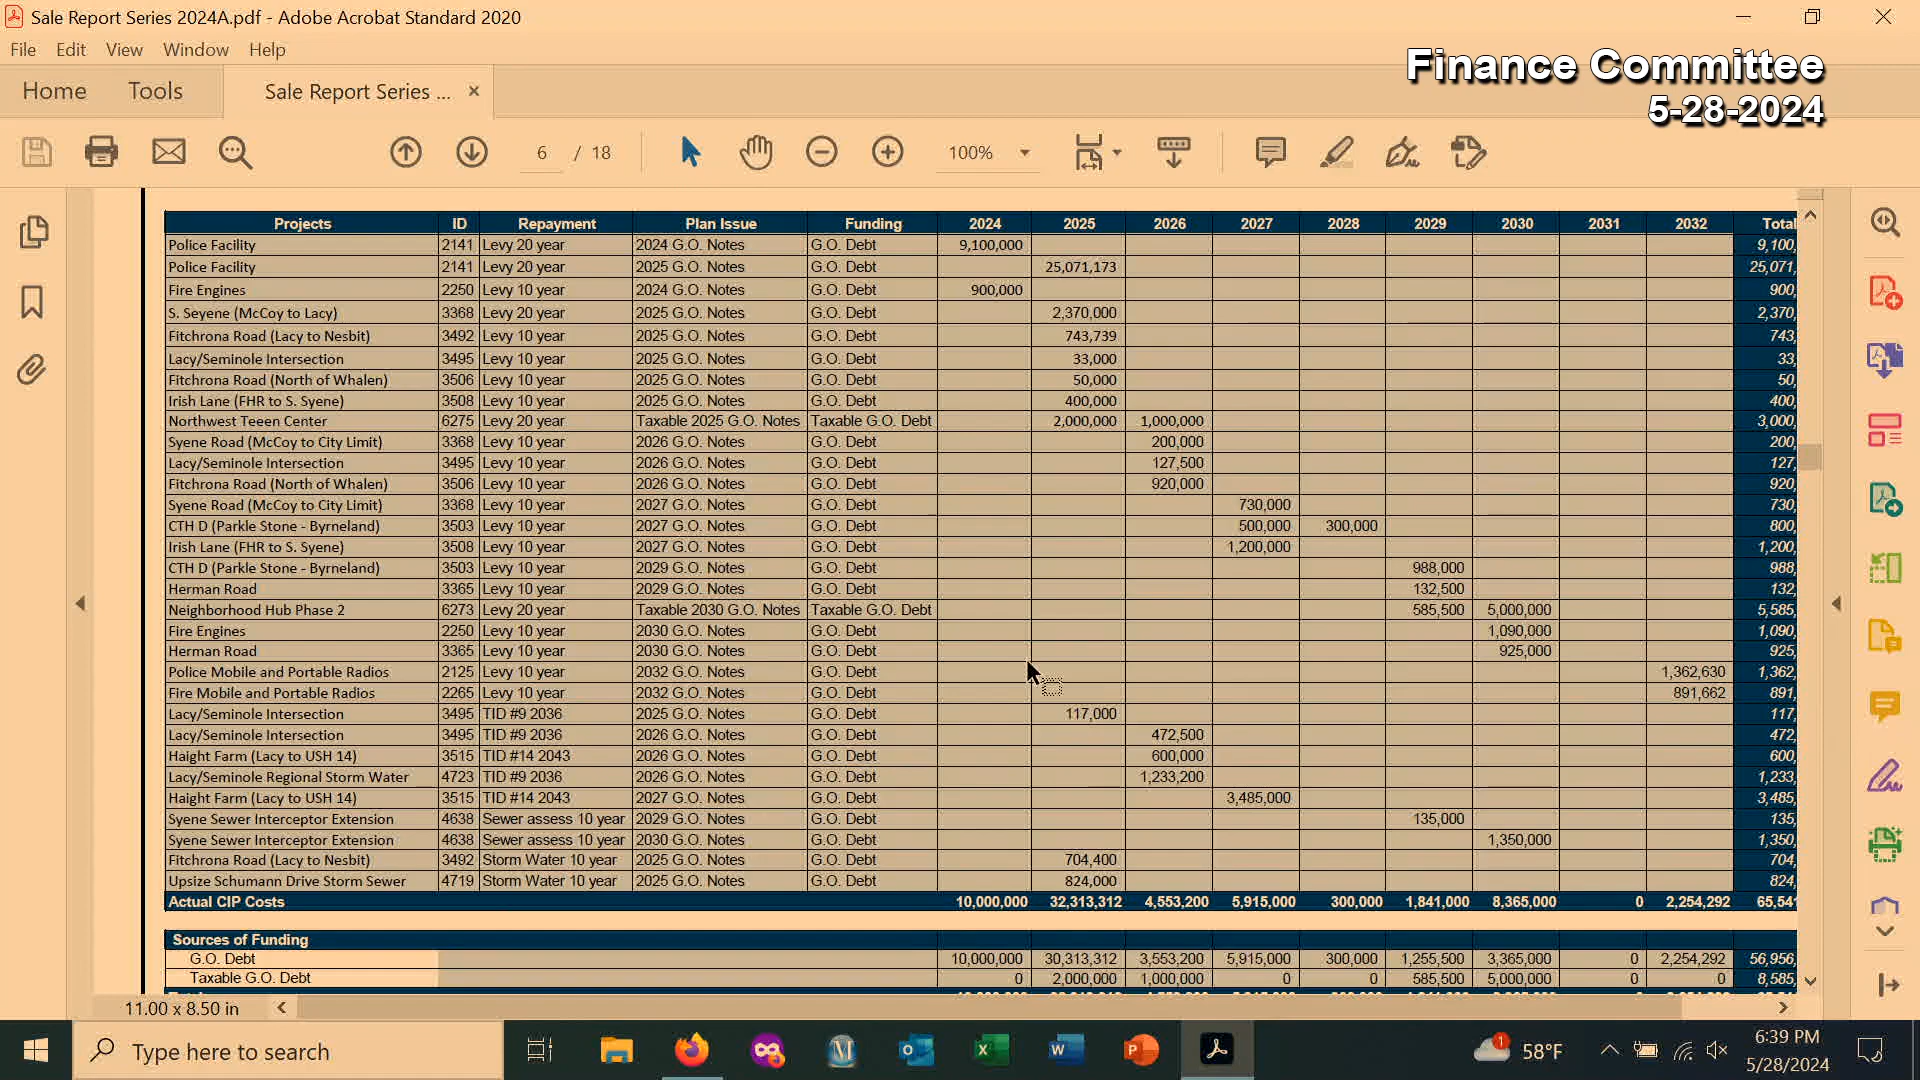 Sale Report Series 2024A.pdf - Adobe Acrobat Standard 2020
File Edit View Window Help
Finance Committee
5-28-2024
Home Tools Sale Report Series ... ×
6 / 18 100%
Projects ID Repayment Plan Issue Funding 2024 2025 2026 2027 2028 2029 2030 2031 2032 Total
Police Facility 2141 Levy 20 year 2024 G.O. Notes G.O. Debt 9,100,000 9,100,
Police Facility 2141 Levy 20 year 2025 G.O. Notes G.O. Debt 25,071,173 25,071,
Fire Engines 2250 Levy 10 year 2024 G.O. Notes G.O. Debt 900,000 900,
S. Seyene (McCoy to Lacy) 3368 Levy 20 year 2025 G.O. Notes G.O. Debt 2,370,000 2,370,
Fitchrona Road (Lacy to Nesbit) 3492 Levy 10 year 2025 G.O. Notes G.O. Debt 743,739 743,
Lacy/Seminole Intersection 3495 Levy 10 year 2025 G.O. Notes G.O. Debt 33,000 33,
Fitchrona Road (North of Whalen) 3506 Levy 10 year 2025 G.O. Notes G.O. Debt 50,000 50,
Irish Lane (FHR to S. Syene) 3508 Levy 10 year 2025 G.O. Notes G.O. Debt 400,000 400,
Northwest Teeen Center 6275 Levy 20 year Taxable 2025 G.O. Notes Taxable G.O. Debt 2,000,000 1,000,000 3,000,
Syene Road (McCoy to City Limit) 3368 Levy 10 year 2026 G.O. Notes G.O. Debt 200,000 200,
Lacy/Seminole Intersection 3495 Levy 10 year 2026 G.O. Notes G.O. Debt 127,500 127,
Fitchrona Road (North of Whalen) 3506 Levy 10 year 2026 G.O. Notes G.O. Debt 920,000 920,
Syene Road (McCoy to City Limit) 3368 Levy 10 year 2027 G.O. Notes G.O. Debt 730,000 730,
CTH D (Parkle Stone - Byrneland) 3503 Levy 10 year 2027 G.O. Notes G.O. Debt 500,000 300,000 800,
Irish Lane (FHR to S. Syene) 3508 Levy 10 year 2027 G.O. Notes G.O. Debt 1,200,000 1,200,
CTH D (Parkle Stone - Byrneland) 3503 Levy 10 year 2029 G.O. Notes G.O. Debt 988,000 988,
Herman Road 3365 Levy 10 year 2029 G.O. Notes G.O. Debt 132,500 132,
Neighborhood Hub Phase 2 6273 Levy 20 year Taxable 2030 G.O. Notes Taxable G.O. Debt 585,500 5,000,000 5,585,
Fire Engines 2250 Levy 10 year 2030 G.O. Notes G.O. Debt 1,090,000 1,090,
Herman Road 3365 Levy 10 year 2030 G.O. Notes G.O. Debt 925,000 925,
Police Mobile and Portable Radios 2125 Levy 10 year 2032 G.O. Notes G.O. Debt 1,362,630 1,362,
Fire Mobile and Portable Radios 2265 Levy 10 year 2032 G.O. Notes G.O. Debt 891,662 891,
Lacy/Seminole Intersection 3495 TID #9 2036 2025 G.O. Notes G.O. Debt 117,000 117,
Lacy/Seminole Intersection 3495 TID #9 2036 2026 G.O. Notes G.O. Debt 472,500 472,
Haight Farm (Lacy to USH 14) 3515 TID #14 2043 2026 G.O. Notes G.O. Debt 600,000 600,
Lacy/Seminole Regional Storm Water 4723 TID #9 2036 2026 G.O. Notes G.O. Debt 1,233,200 1,233,
Haight Farm (Lacy to USH 14) 3515 TID #14 2043 2027 G.O. Notes G.O. Debt 3,485,000 3,485,
Syene Sewer Interceptor Extension 4638 Sewer assess 10 year 2029 G.O. Notes G.O. Debt 135,000 135,
Syene Sewer Interceptor Extension 4638 Sewer assess 10 year 2030 G.O. Notes G.O. Debt 1,350,000 1,350,
Fitchrona Road (Lacy to Nesbit) 3492 Storm Water 10 year 2025 G.O. Notes G.O. Debt 704,400 704,
Upsize Schumann Drive Storm Sewer 4719 Storm Water 10 year 2025 G.O. Notes G.O. Debt 824,000 824,
Actual CIP Costs 10,000,000 32,313,312 4,553,200 5,915,000 300,000 1,841,000 8,365,000 0 2,254,292 65,541
Sources of Funding
G.O. Debt 10,000,000 30,313,312 3,553,200 5,915,000 300,000 1,255,500 3,365,000 0 2,254,292 56,956,
Taxable G.O. Debt 0 2,000,000 1,000,000 0 0 585,500 5,000,000 0 0 8,585,
11.00 x 8.50 in
Type here to search
1 58°F
6:39 PM
5/28/2024